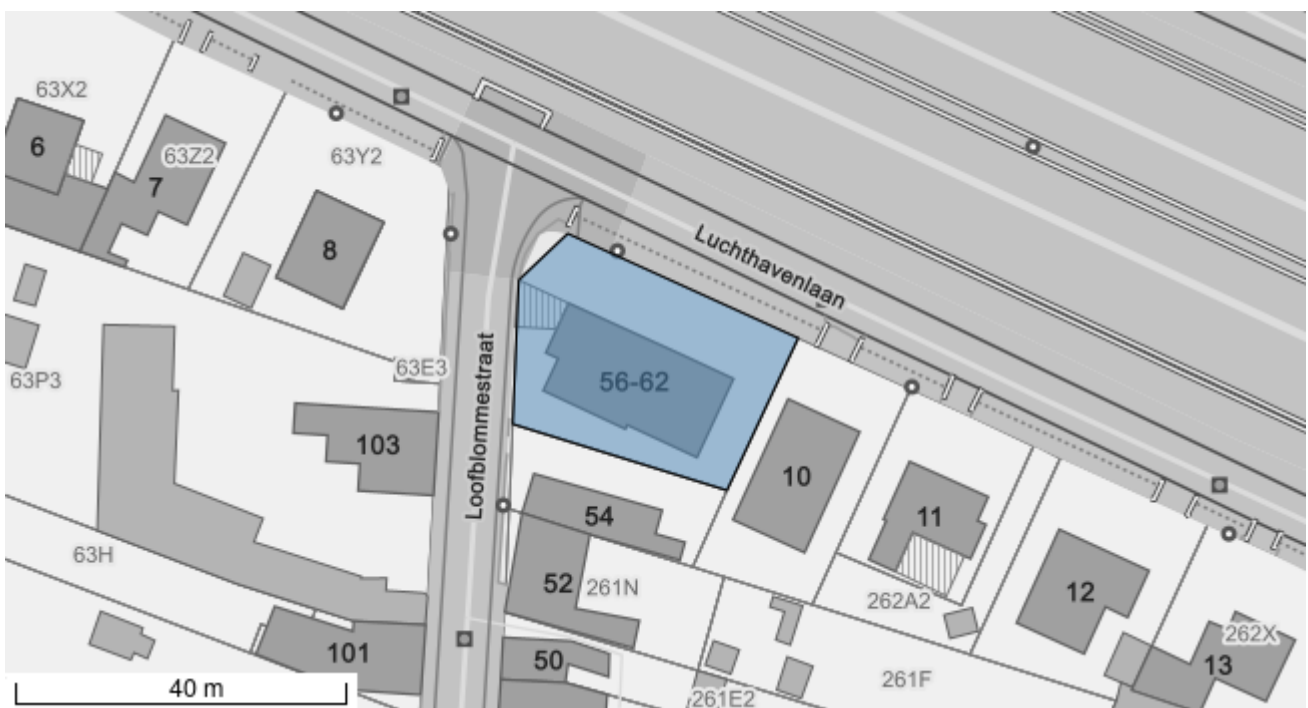 63X2
6
63Z2
7
63Y2
8
Luchthavenlaan
63P3
63E3
Loofblommestraat
56-62
103
10
54
11
63H
52
261N
262A2
12
101
50
261F
262X
13
261E2
40 m